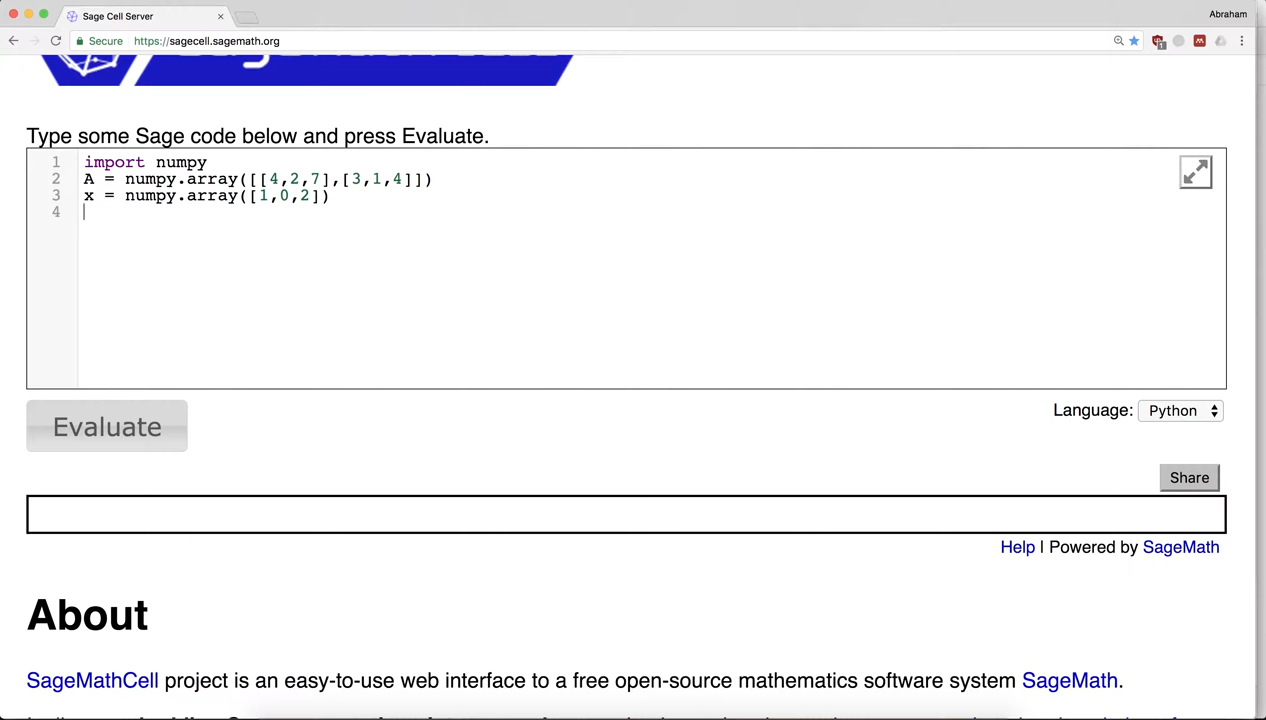 Sage Cell Server
Abraham
Secure https://sagecell.sagemath.org
Type some Sage code below and press Evaluate.
1 import numpy
2 A = numpy.array([[4,2,7],[3,1,4]])
3 x = numpy.array([1,0,2])
4
Evaluate
Language: Python
Share
Help | Powered by SageMath
About
SageMathCell project is an easy-to-use web interface to a free open-source mathematics software system SageMath.